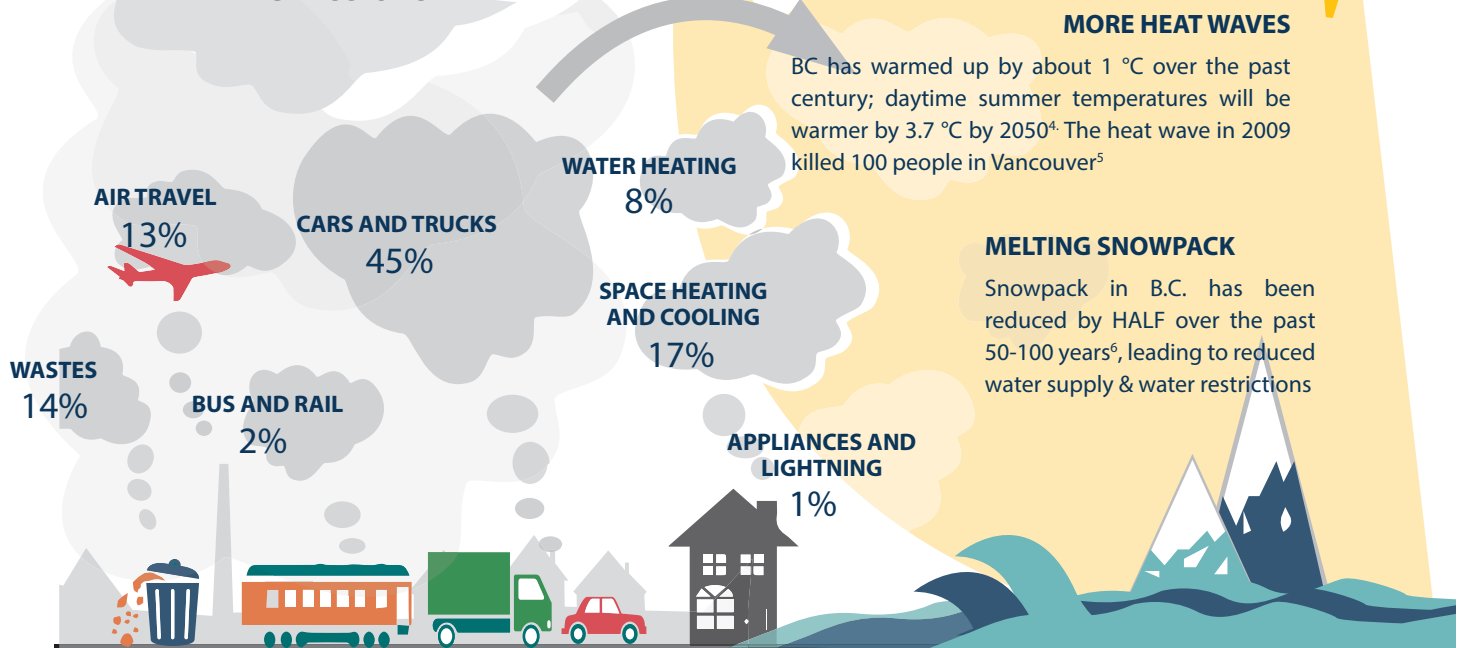 MORE HEAT WAVES
BC has warmed up by about 1 °C over the past
century; daytime summer temperatures will be
warmer by 3.7 °C by 2050⁴· The heat wave in 2009
killed 100 people in Vancouver⁵
WATER HEATING
8%
AIR TRAVEL
13%
CARS AND TRUCKS
45%
MELTING SNOWPACK
Snowpack in B.C. has been
reduced by HALF over the past
50-100 years⁶, leading to reduced
water supply & water restrictions
SPACE HEATING
AND COOLING
17%
WASTES
14%
BUS AND RAIL
2%
APPLIANCES AND
LIGHTNING
1%